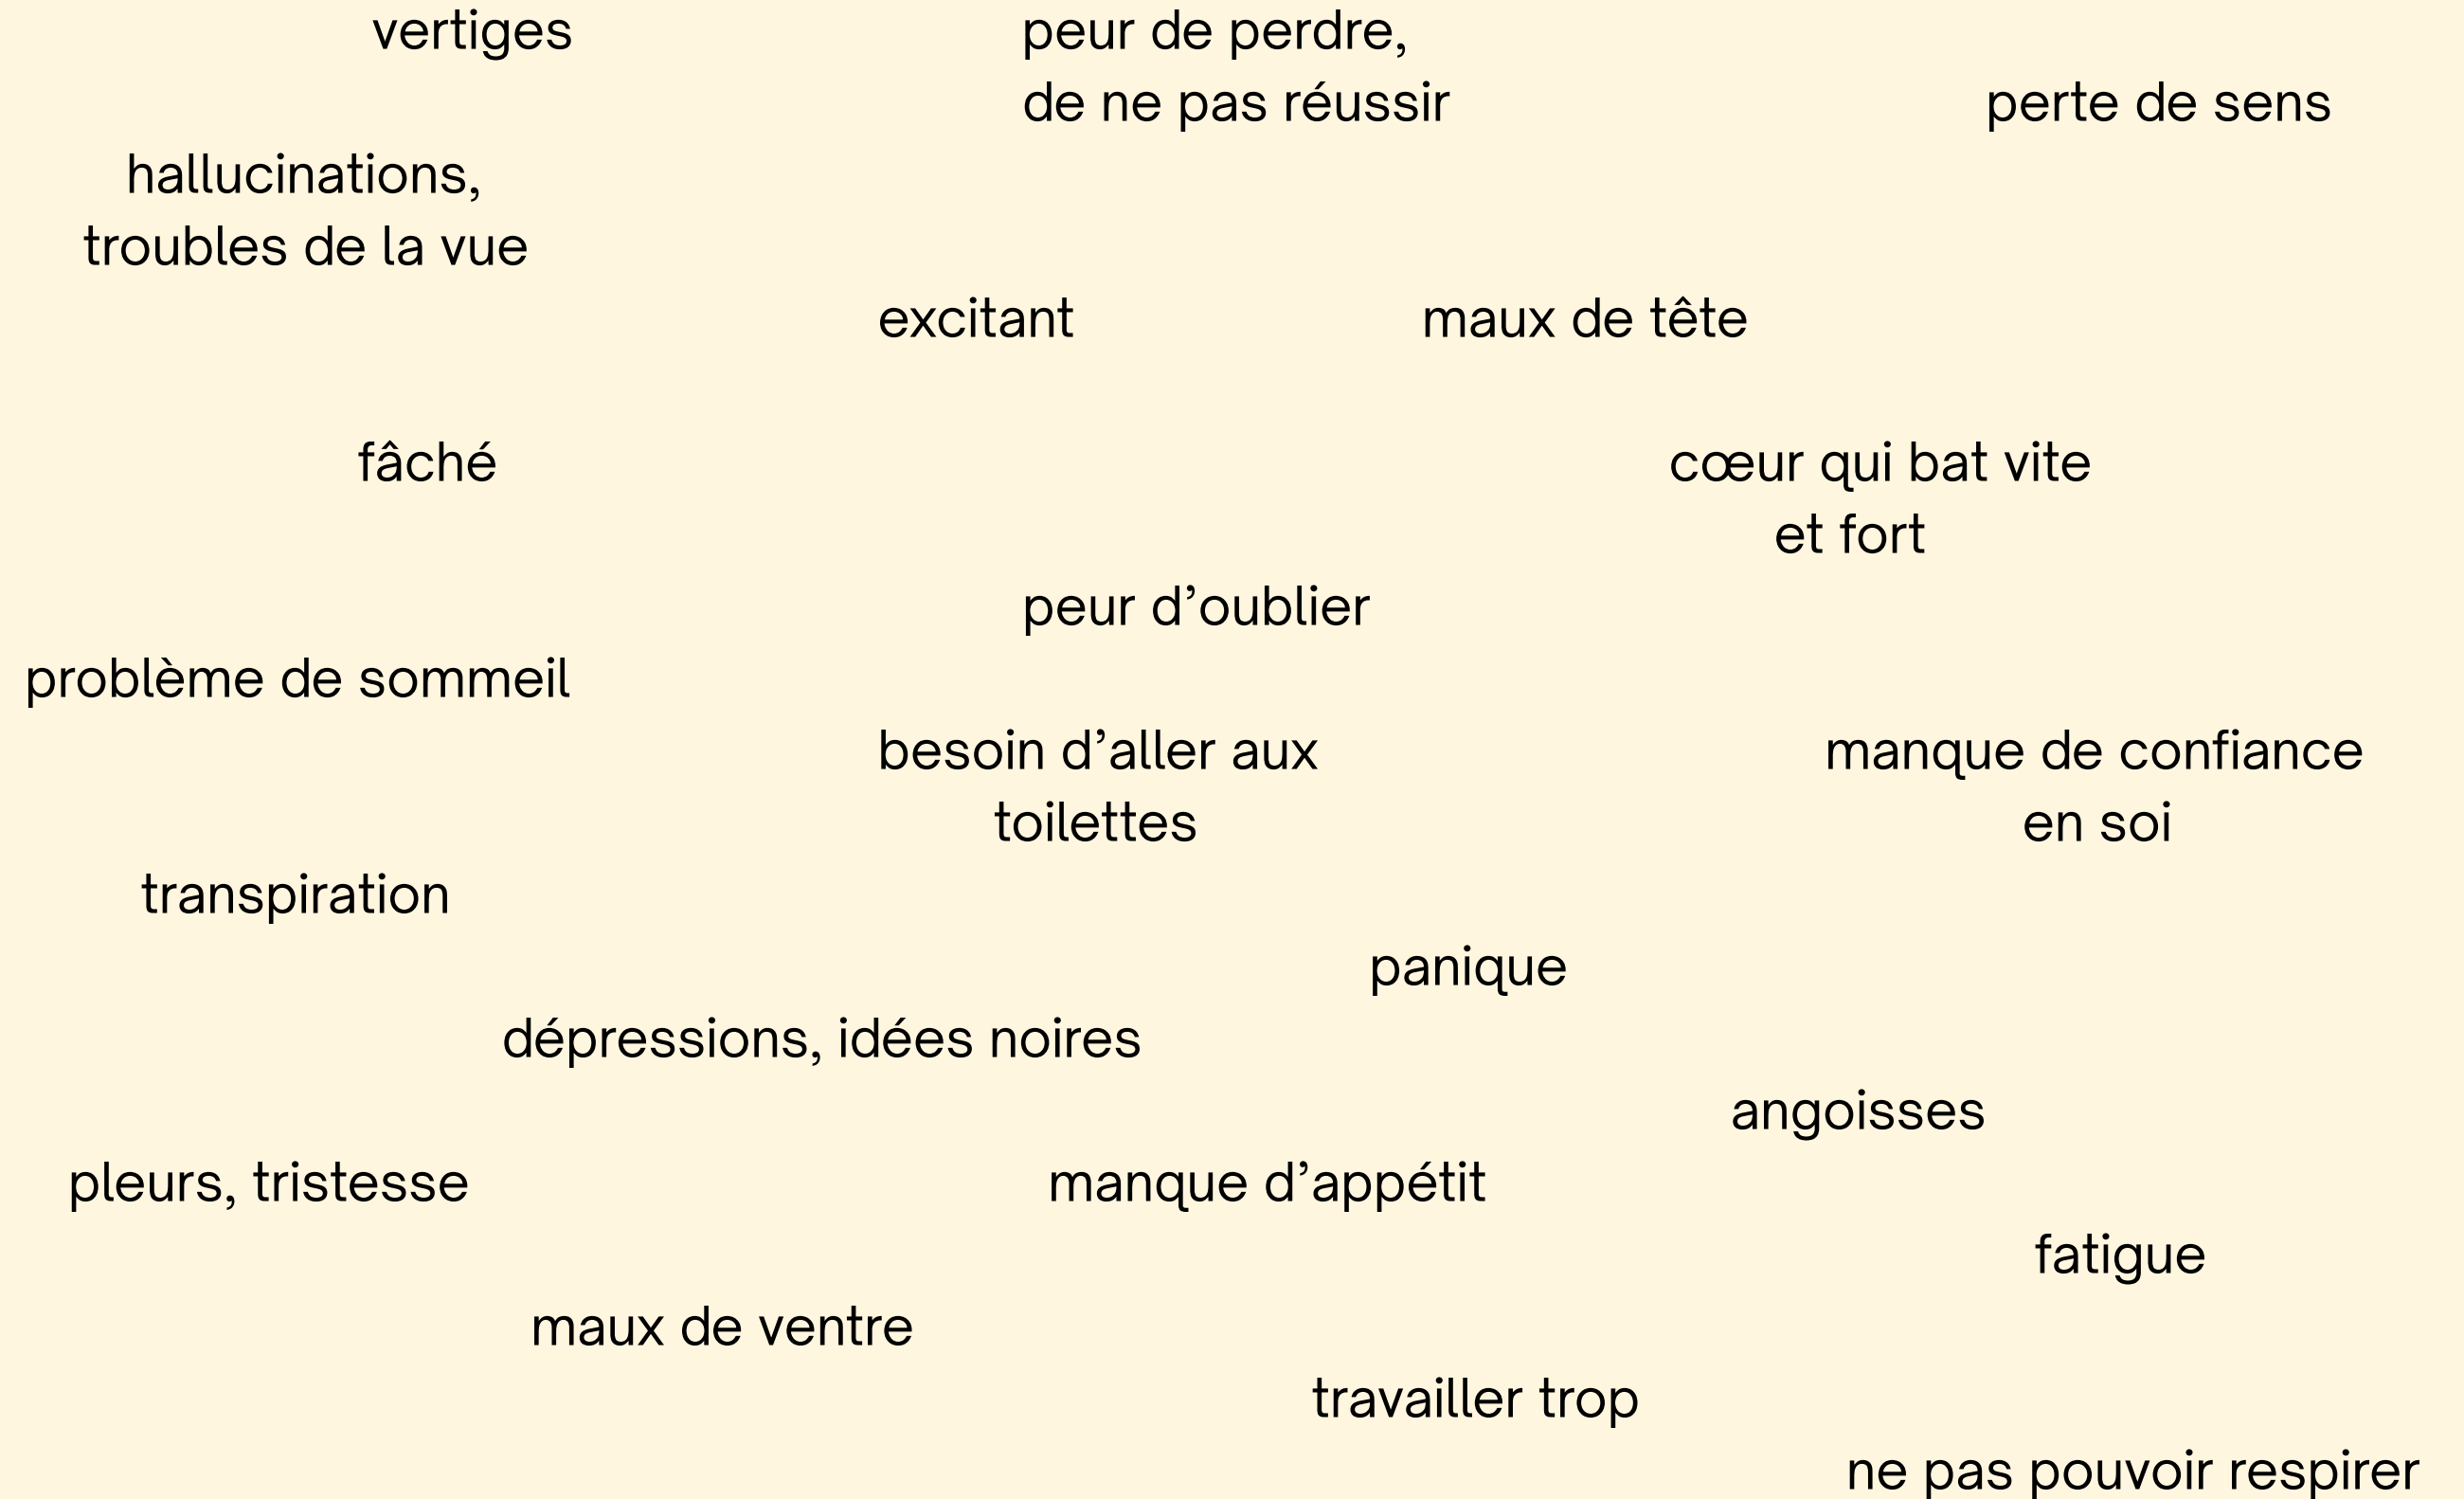 vertiges
peur de perdre,
de ne pas réussir
perte de sens
hallucinations,
troubles de la vue
excitant
maux de tête
fâché
cœur qui bat vite
et fort
peur d’oublier
problème de sommeil
besoin d’aller aux
toilettes
manque de confiance
en soi
transpiration
panique
dépressions, idées noires
angoisses
pleurs, tristesse
manque d’appétit
fatigue
maux de ventre
travailler trop
ne pas pouvoir respirer